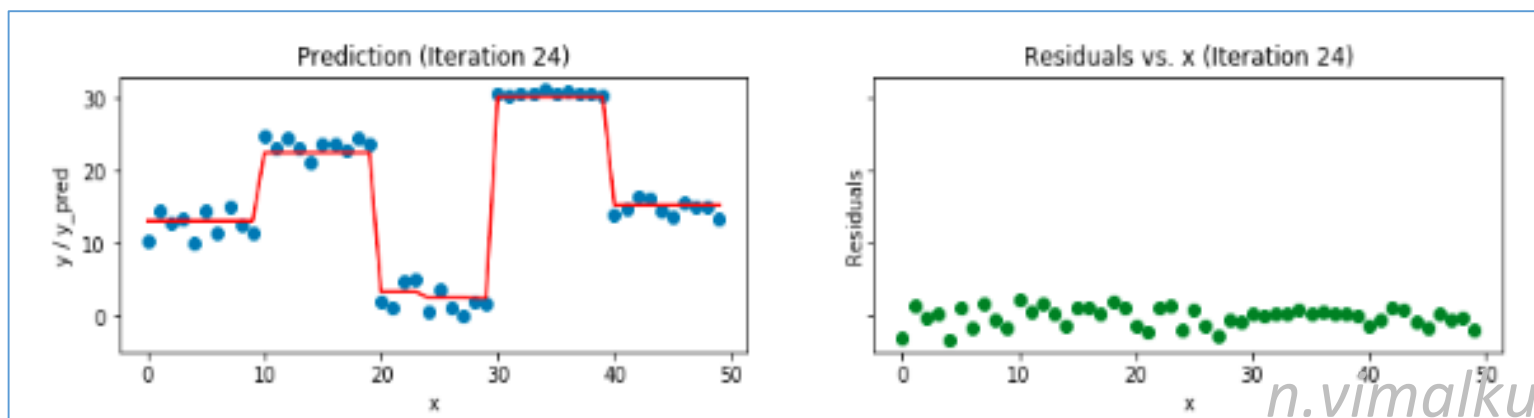 Prediction (Iteration 24)
30
20
10
0
y / y_pred
0 10 20 30 40 50
x
Residuals vs. x (Iteration 24)
Residuals
0 10 20 30 40 50
x
n.vimalku